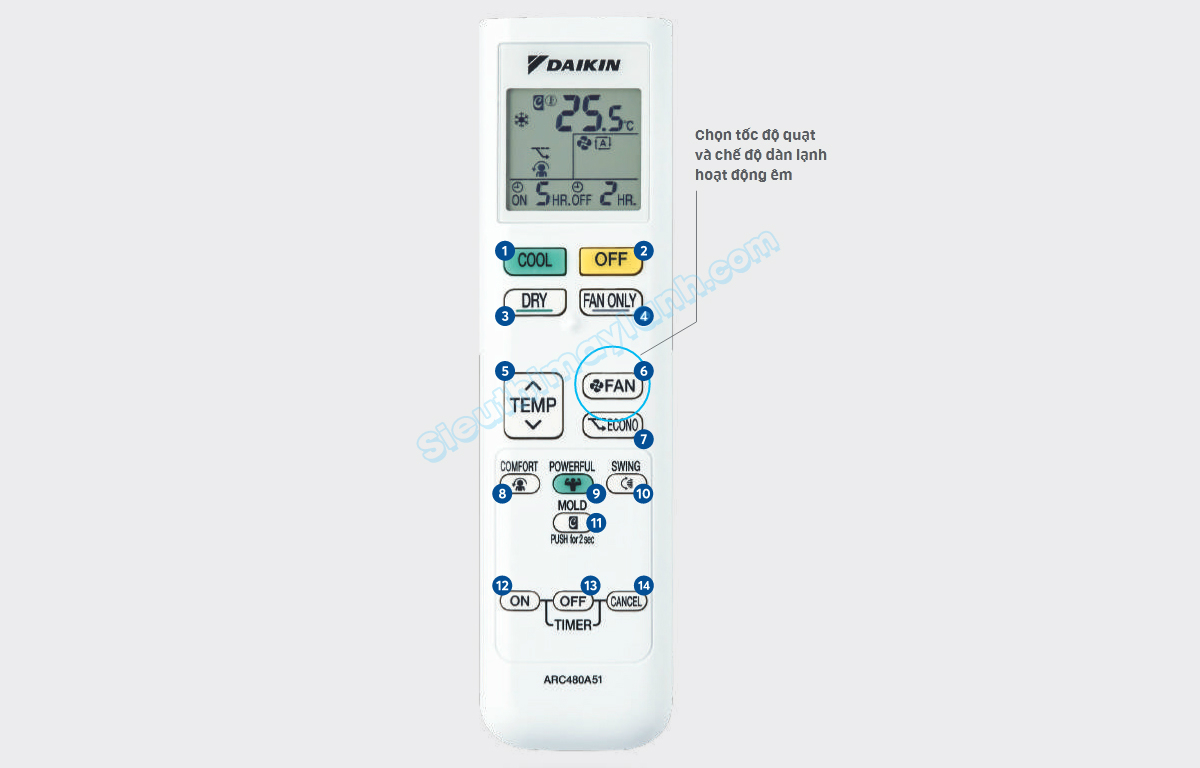 DAIKIN
25.5°C
A
ON 5 HR. OFF 2 HR.
Chọn tốc độ quạt
và chế độ dàn lạnh
hoạt động êm
1 COOL
2 OFF
3 DRY
4 FAN ONLY
5 TEMP
6 FAN
7 ECONO
8 COMFORT
9 POWERFUL
10 SWING
11 MOLD
PUSH for 2 sec
12 ON
13 OFF
14 CANCEL
TIMER
ARC480A51
Sieuthimaylanh.com